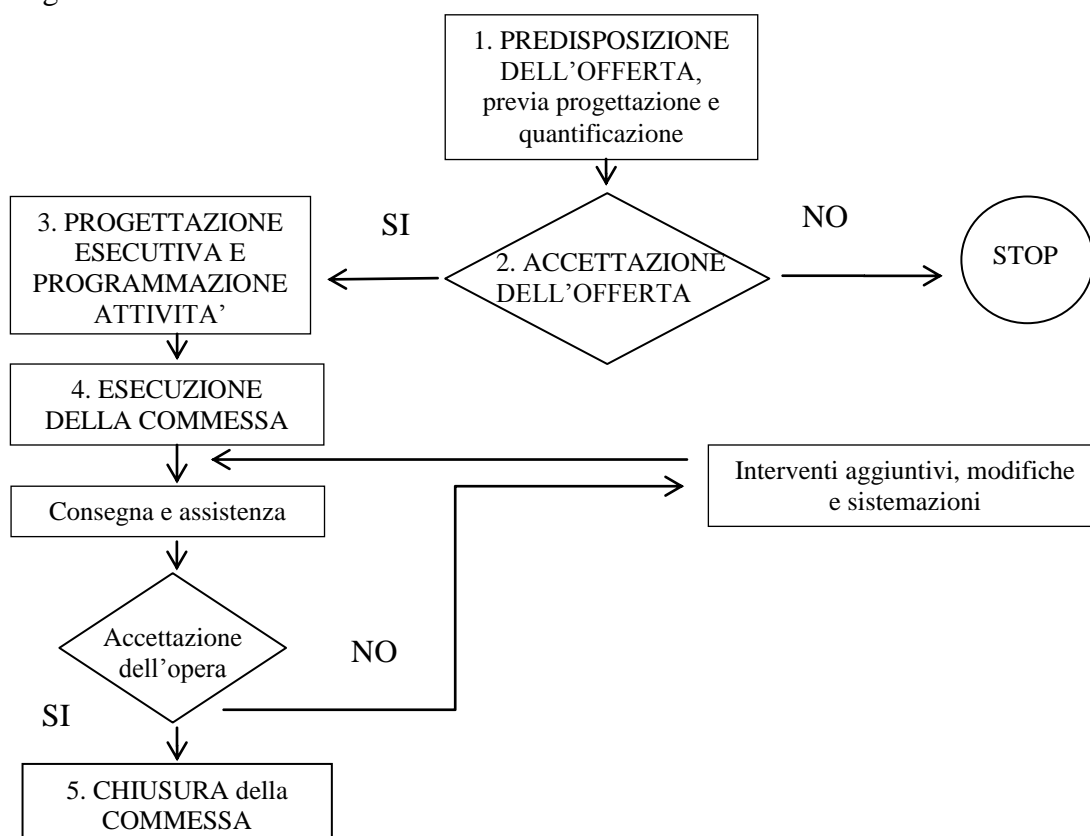 1. PREDISPOSIZIONE
DELL’OFFERTA,
previa progettazione e
quantificazione
SI
NO
3. PROGETTAZIONE
ESECUTIVA E
PROGRAMMAZIONE
ATTIVITA’
2. ACCETTAZIONE
DELL’OFFERTA
STOP
4. ESECUZIONE
DELLA COMMESSA
Interventi aggiuntivi, modifiche
e sistemazioni
Consegna e assistenza
Accettazione
dell’opera
NO
SI
5. CHIUSURA della
COMMESSA